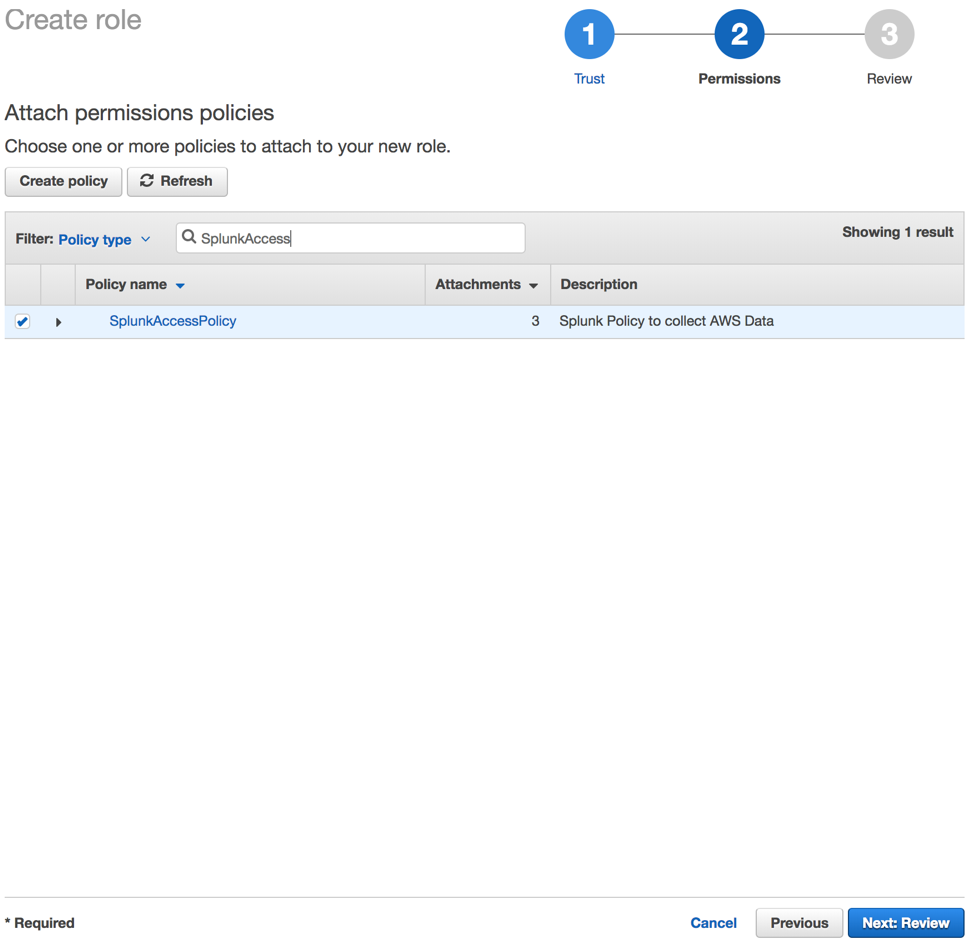 Create role
1 2 3
Trust Permissions Review
Attach permissions policies
Choose one or more policies to attach to your new role.
Create policy Refresh
Filter: Policy type SplunkAccess Showing 1 result
Policy name Attachments Description
SplunkAccessPolicy 3 Splunk Policy to collect AWS Data
* Required Cancel Previous Next: Review